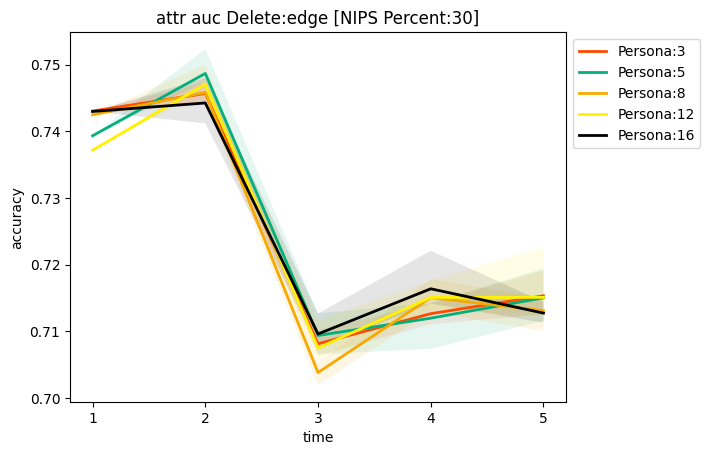 attr auc Delete:edge [NIPS Percent:30]
Persona:3
Persona:5
Persona:8
Persona:12
Persona:16
accuracy
0.75
0.74
0.73
0.72
0.71
0.70
1 2 3 4 5
time